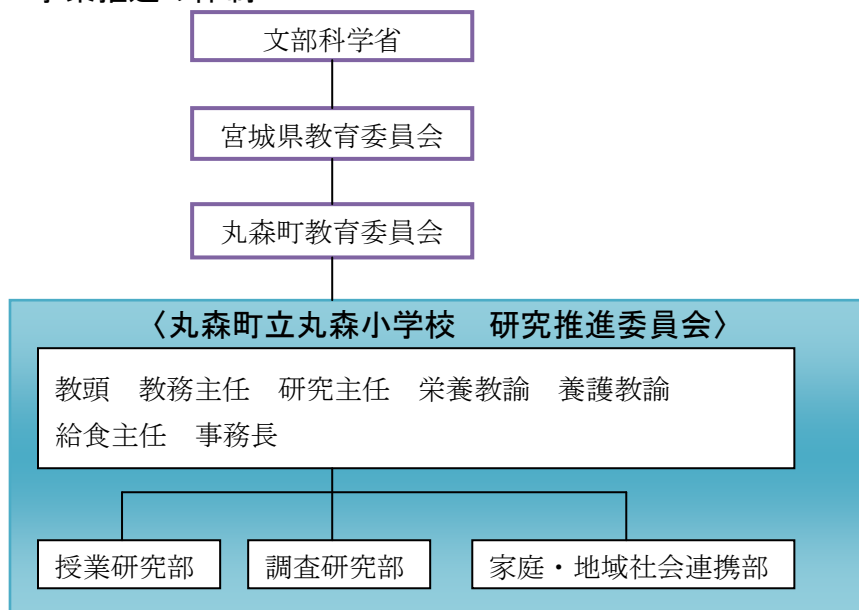 文部科学省
宮城県教育委員会
丸森町教育委員会
〈丸森町立丸森小学校　研究推進委員会〉
教頭　教務主任　研究主任　栄養教諭　養護教諭
給食主任　事務長
授業研究部
調査研究部
家庭・地域社会連携部